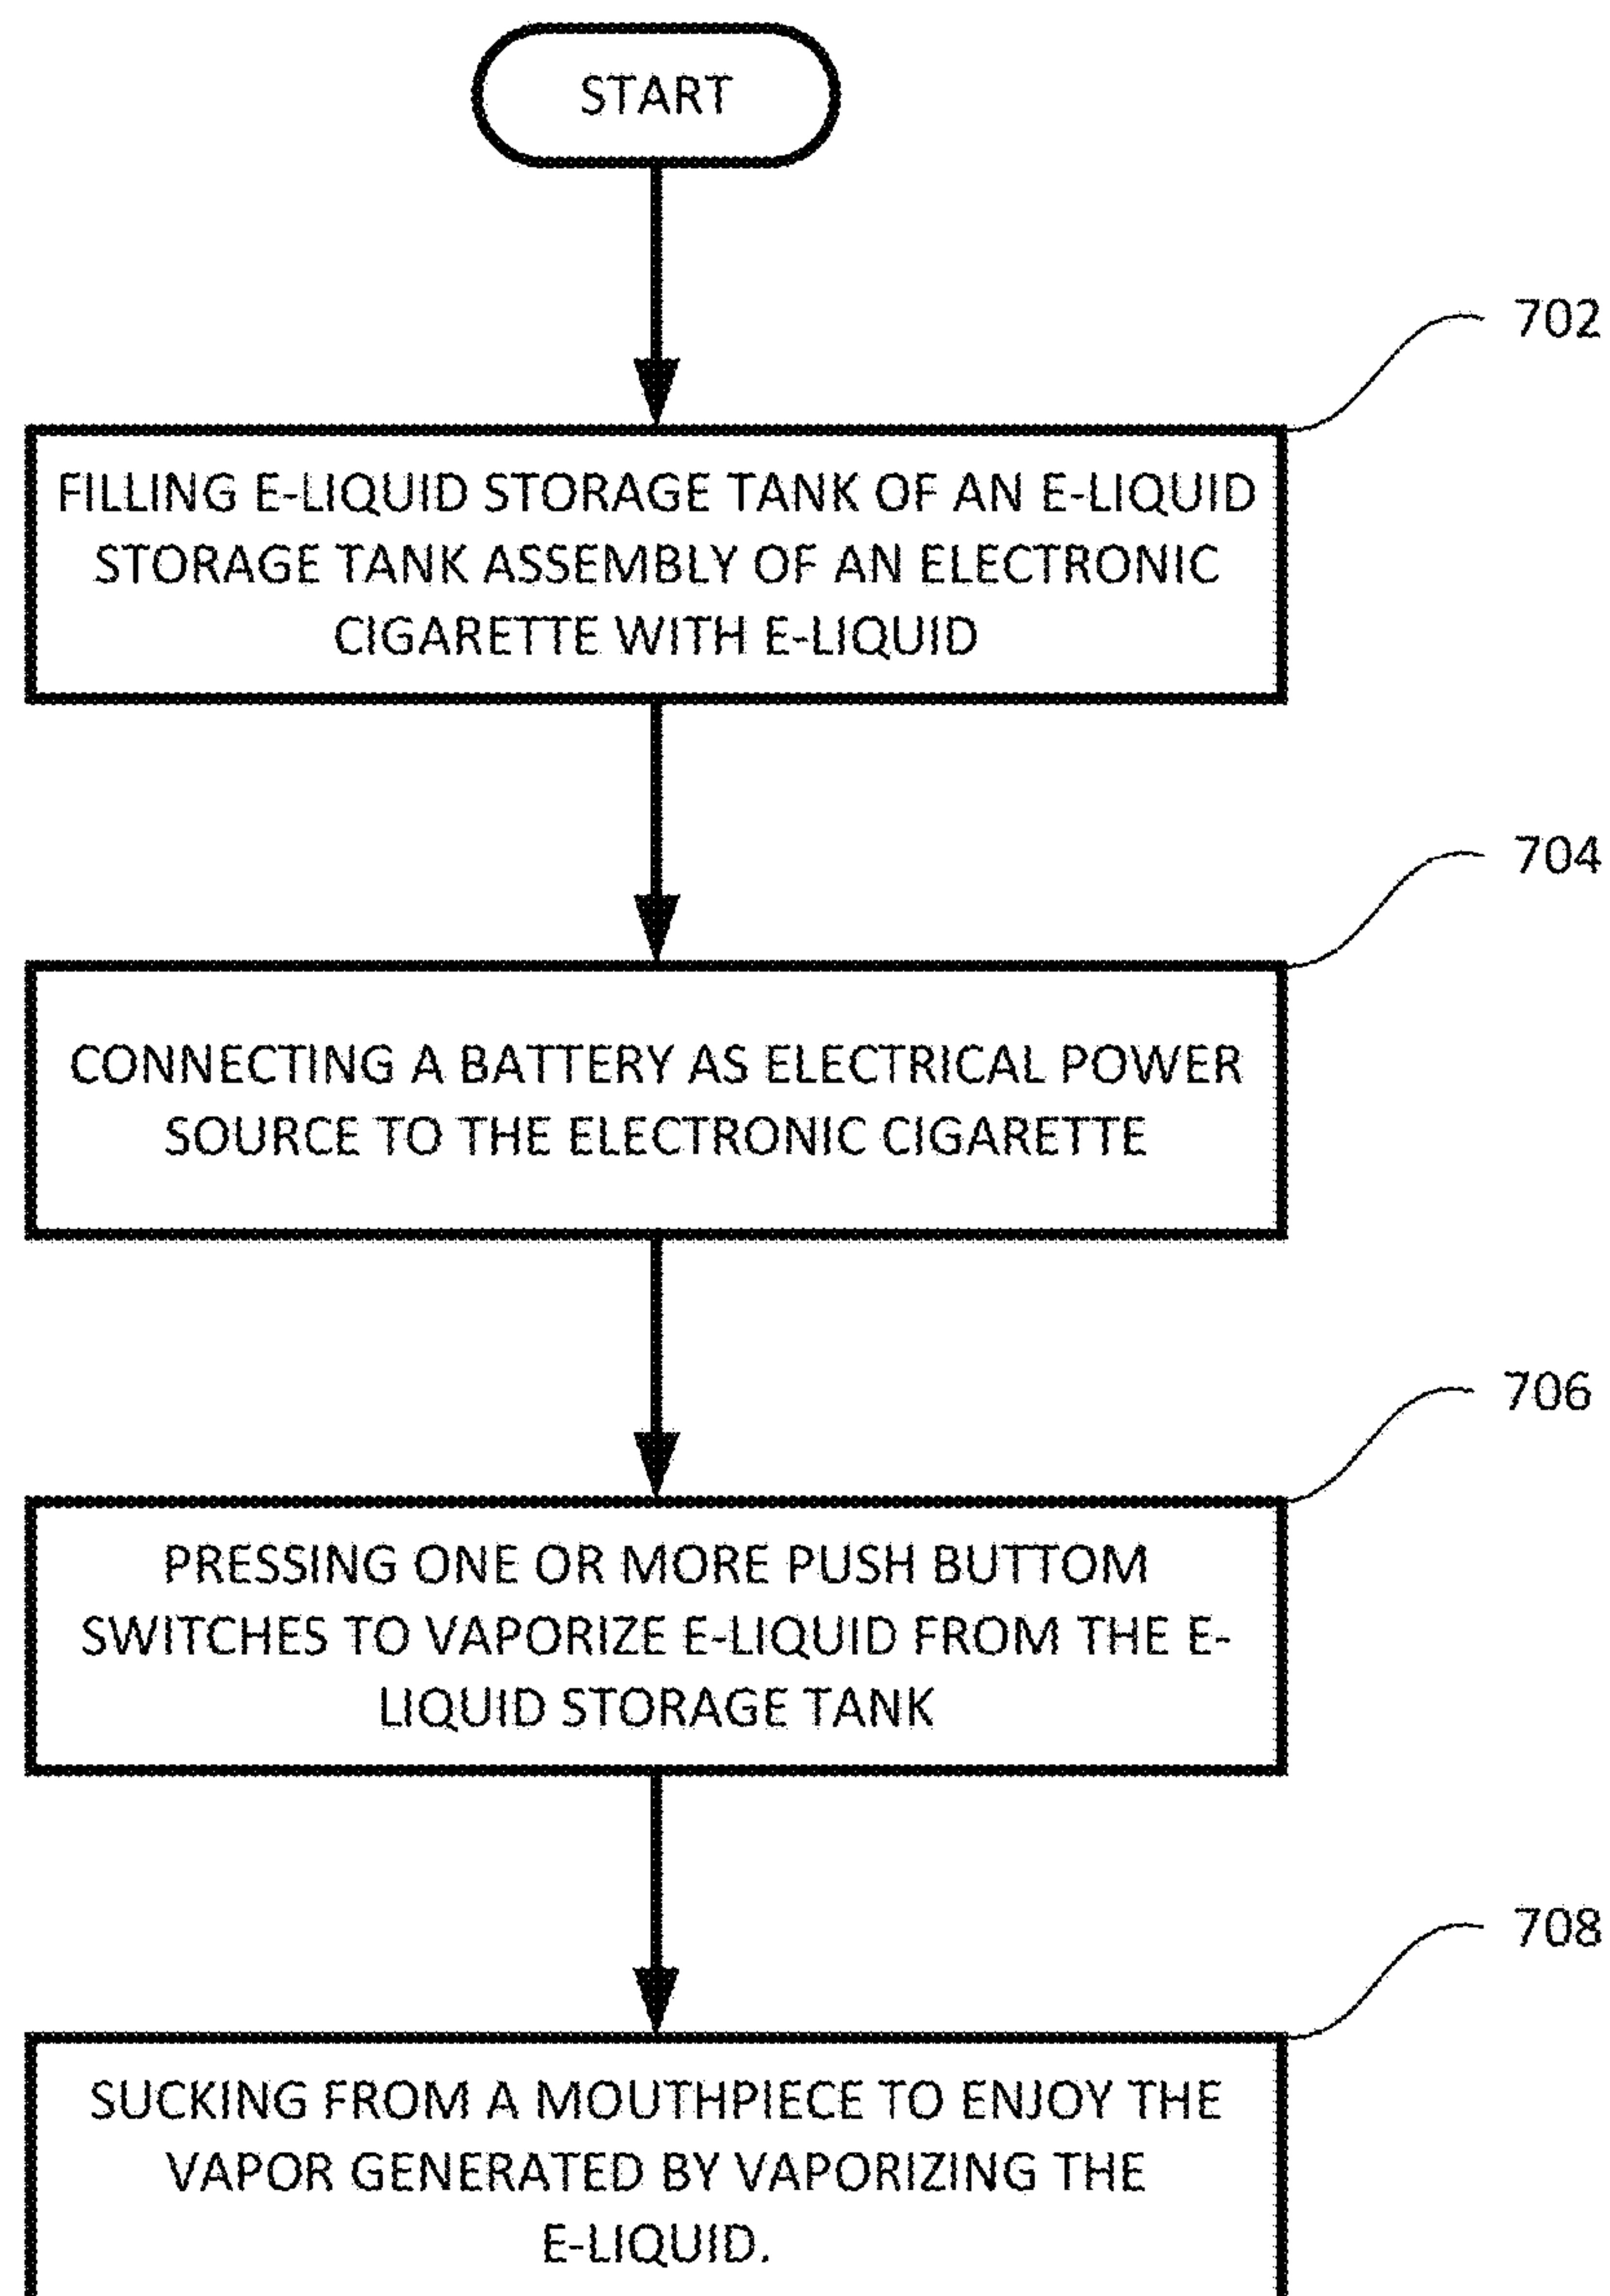 START
702
FILLING E-LIQUID STORAGE TANK OF AN E-LIQUID
STORAGE TANK ASSEMBLY OF AN ELECTRONIC
CIGARETTE WITH E-LIQUID
704
CONNECTING A BATTERY AS ELECTRICAL POWER
SOURCE TO THE ELECTRONIC CIGARETTE
706
PRESSING ONE OR MORE PUSH BUTTOM
SWITCHES TO VAPORIZE E-LIQUID FROM THE E-
LIQUID STORAGE TANK
708
SUCKING FROM A MOUTHPIECE TO ENJOY THE
VAPOR GENERATED BY VAPORIZING THE
E-LIQUID.